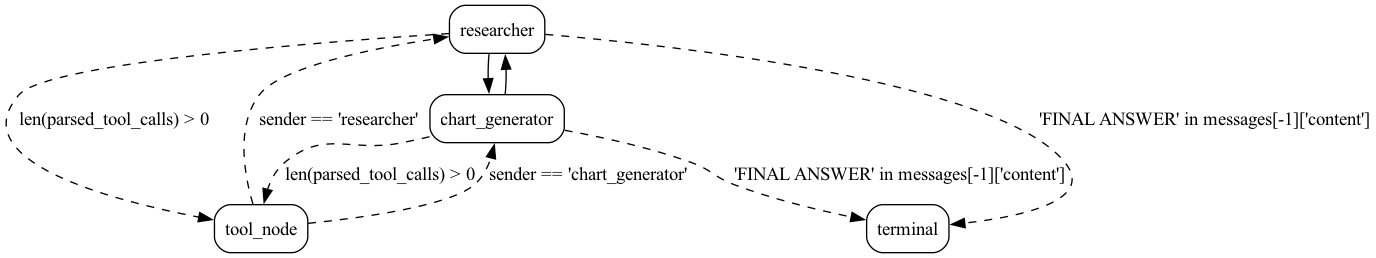 researcher
len(parsed_tool_calls) > 0
sender == 'researcher'
chart_generator
'FINAL ANSWER' in messages[-1]['content']
len(parsed_tool_calls) > 0
sender == 'chart_generator'
'FINAL ANSWER' in messages[-1]['content']
tool_node
terminal